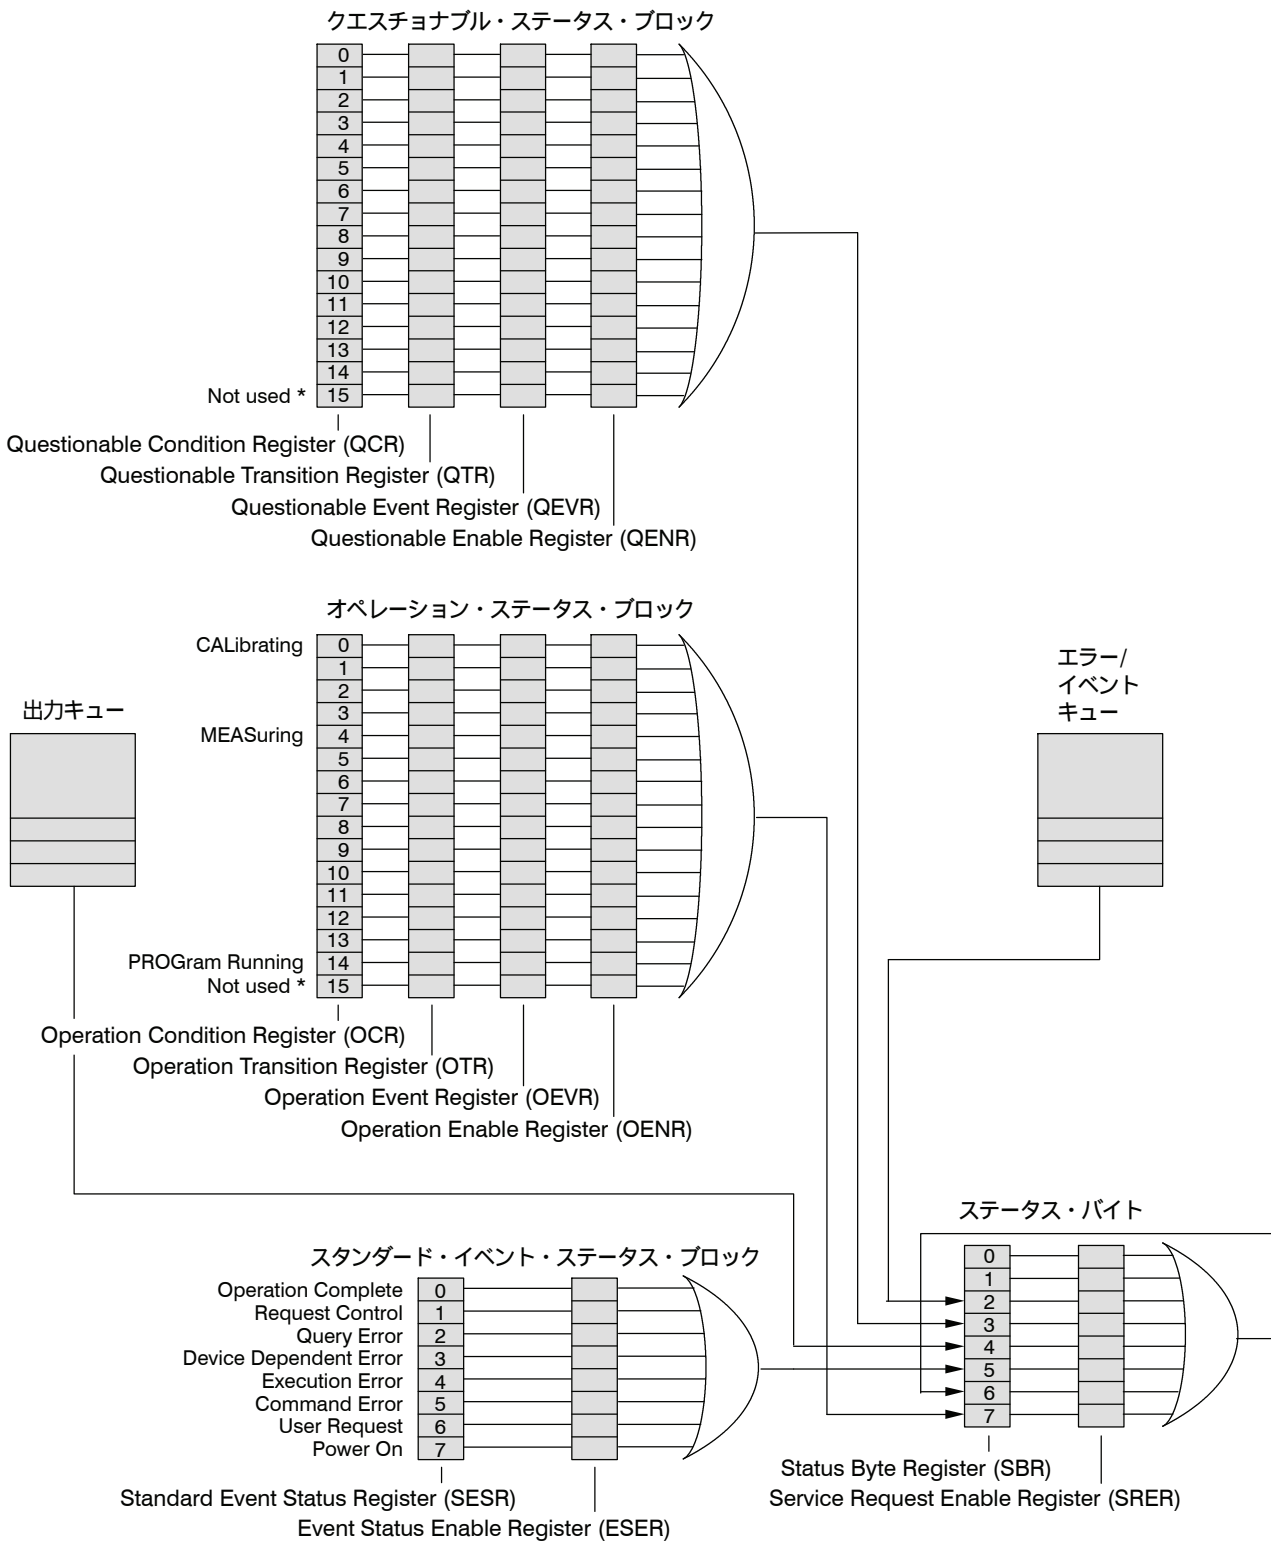 クエスチョナブル・ステータス・ブロック
0
1
2
3
4
5
6
7
8
9
10
11
12
13
14
Not used * 15
Questionable Condition Register (QCR)
Questionable Transition Register (QTR)
Questionable Event Register (QEVR)
Questionable Enable Register (QENR)
オペレーション・ステータス・ブロック
CALibrating 0
1
2
3
MEASuring 4
5
6
7
8
9
10
11
12
13
PROGram Running 14
Not used * 15
出力キュー
エラー/
イベント
キュー
Operation Condition Register (OCR)
Operation Transition Register (OTR)
Operation Event Register (OEVR)
Operation Enable Register (OENR)
スタンダード・イベント・ステータス・ブロック
Operation Complete 0
Request Control 1
Query Error 2
Device Dependent Error 3
Execution Error 4
Command Error 5
User Request 6
Power On 7
Standard Event Status Register (SESR)
Event Status Enable Register (ESER)
ステータス・バイト
0
1
2
3
4
5
6
7
Status Byte Register (SBR)
Service Request Enable Register (SRER)